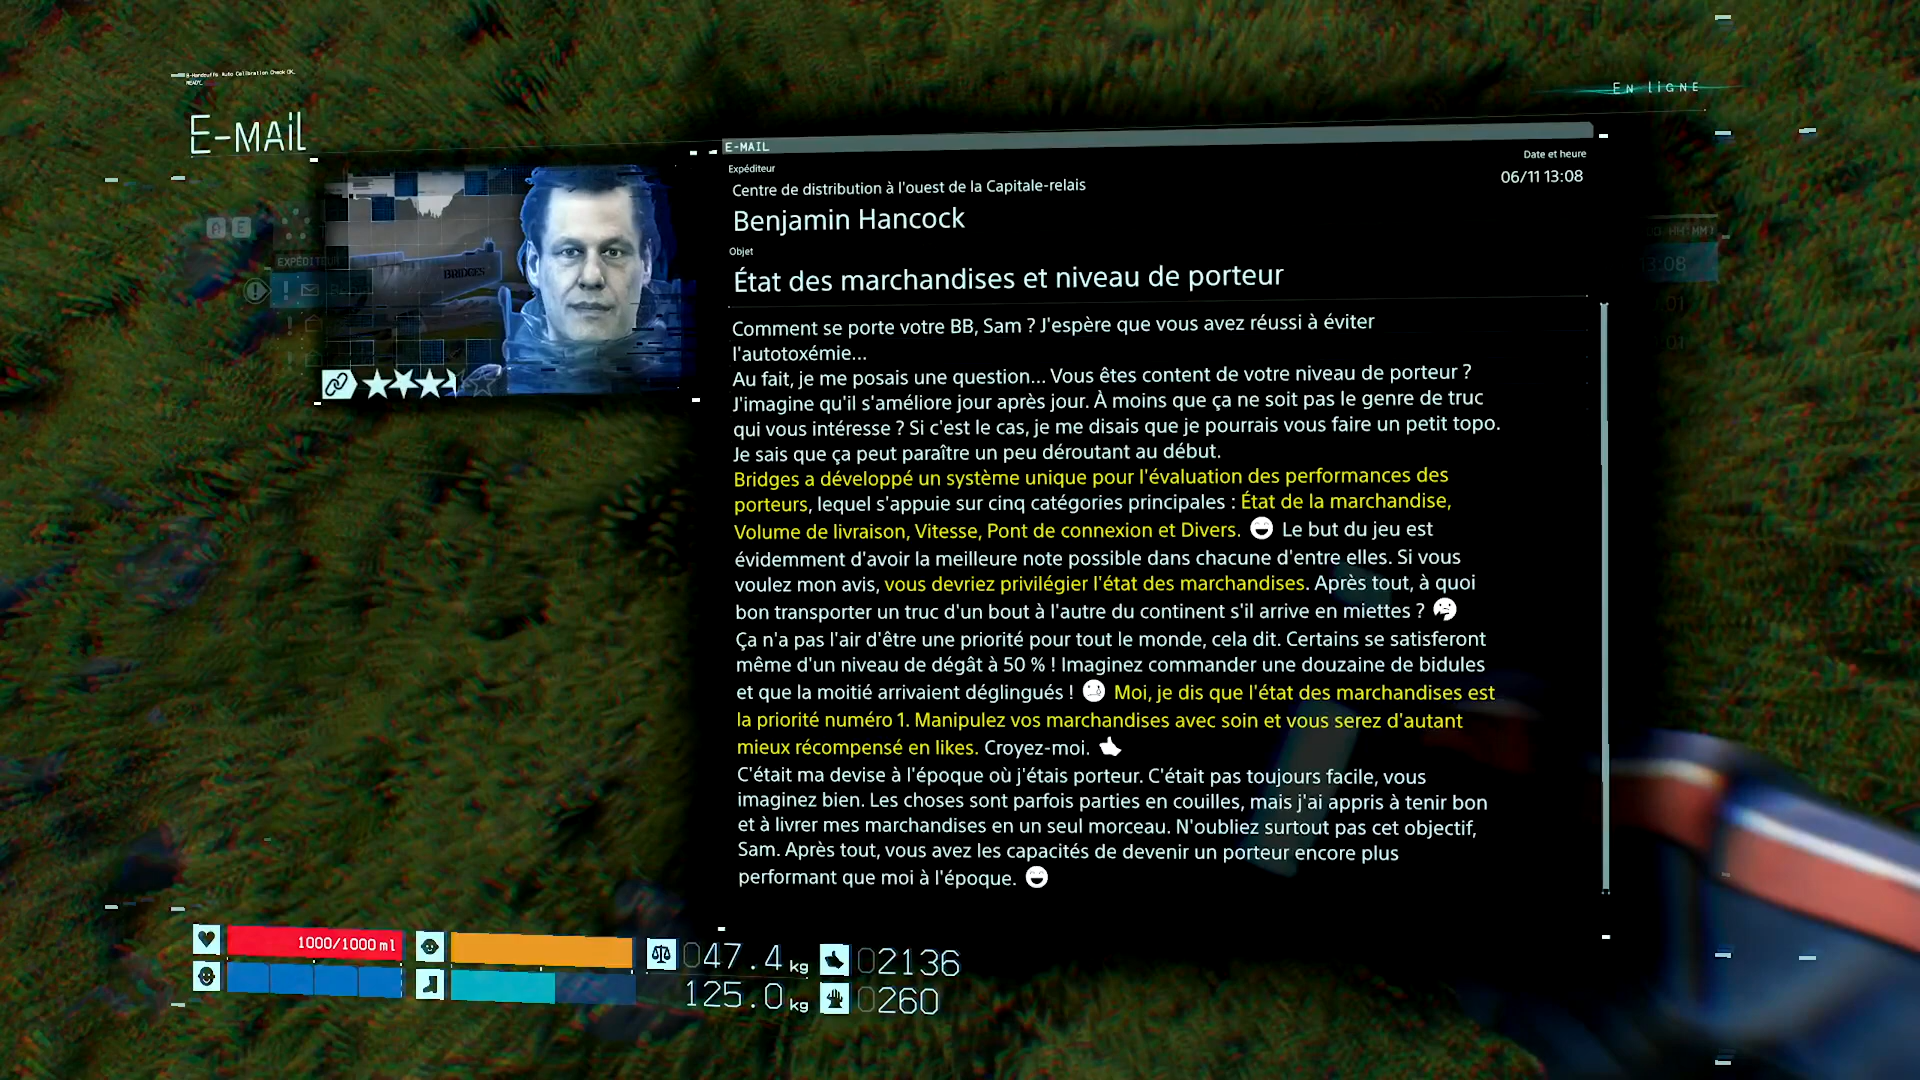 B-Handcuffs Auto Calibration Check OK.
READY.
EN LIGNE
E-MAIL
E-MAIL
Expéditeur
Date et heure
Centre de distribution à l'ouest de la Capitale-relais
06/11 13:08
Benjamin Hancock
Objet
État des marchandises et niveau de porteur
A E
EXPÉDITEUR
BRIDGES
HH:MM)
13:08
Comment se porte votre BB, Sam ? J'espère que vous avez réussi à éviter
l'autotoxémie...
Au fait, je me posais une question... Vous êtes content de votre niveau de porteur ?
J'imagine qu'il s'améliore jour après jour. À moins que ça ne soit pas le genre de truc
qui vous intéresse ? Si c'est le cas, je me disais que je pourrais vous faire un petit topo.
Je sais que ça peut paraître un peu déroutant au début.
Bridges a développé un système unique pour l'évaluation des performances des
porteurs, lequel s'appuie sur cinq catégories principales : État de la marchandise,
Volume de livraison, Vitesse, Pont de connexion et Divers. Le but du jeu est
évidemment d'avoir la meilleure note possible dans chacune d'entre elles. Si vous
voulez mon avis, vous devriez privilégier l'état des marchandises. Après tout, à quoi
bon transporter un truc d'un bout à l'autre du continent s'il arrive en miettes ?
Ça n'a pas l'air d'être une priorité pour tout le monde, cela dit. Certains se satisferont
même d'un niveau de dégât à 50 % ! Imaginez commander une douzaine de bidules
et que la moitié arrivaient déglingués ! Moi, je dis que l'état des marchandises est
la priorité numéro 1. Manipulez vos marchandises avec soin et vous serez d'autant
mieux récompensé en likes. Croyez-moi.
C'était ma devise à l'époque où j'étais porteur. C'était pas toujours facile, vous
imaginez bien. Les choses sont parfois parties en couilles, mais j'ai appris à tenir bon
et à livrer mes marchandises en un seul morceau. N'oubliez surtout pas cet objectif,
Sam. Après tout, vous avez les capacités de devenir un porteur encore plus
performant que moi à l'époque.
1000/1000 ml
047.4 kg
02136
125.0 kg
0260